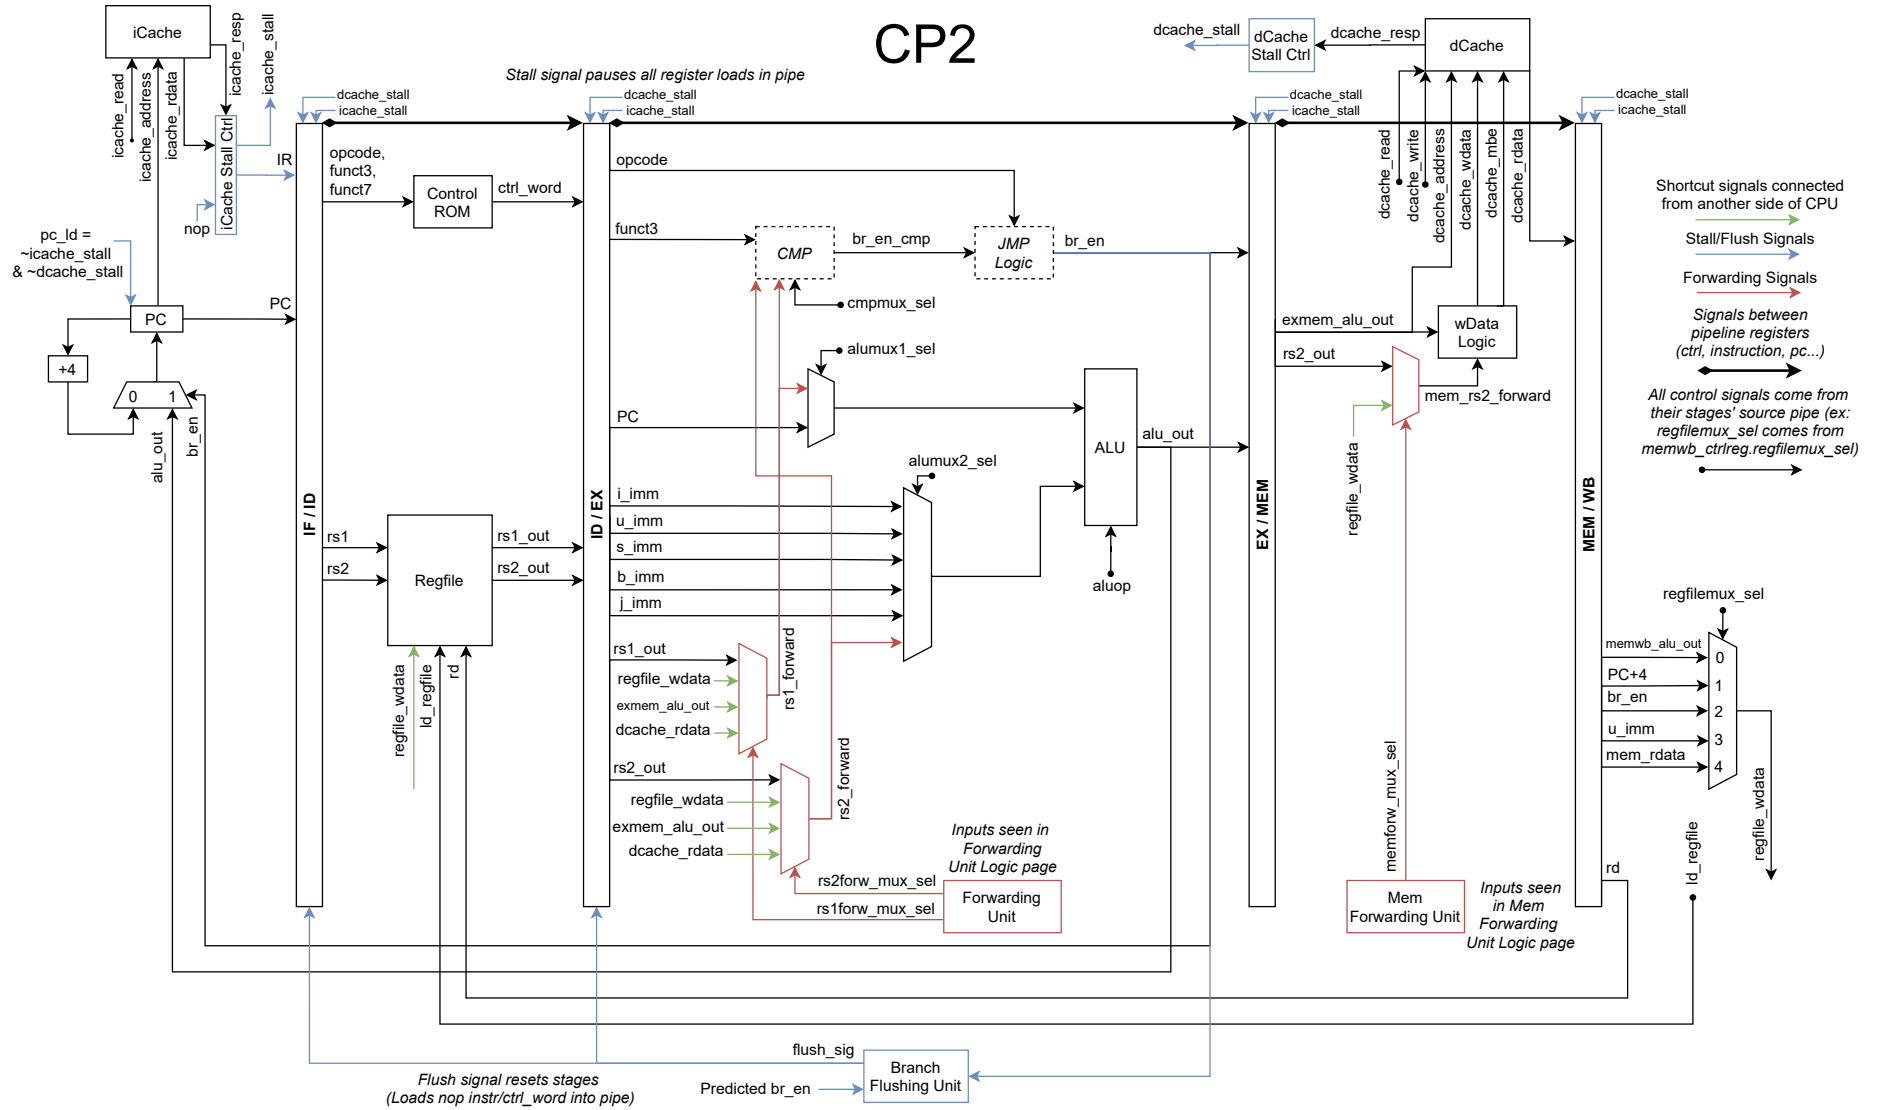 CP2
iCache
icache_read
icache_address
icache_rdata
icache_resp
icache_stall
iCache Stall Ctrl
IR
nop
pc_ld =
~icache_stall
& ~dcache_stall
PC
PC
+4
0
1
alu_out
br_en
Stall signal pauses all register loads in pipe
dcache_stall
icache_stall
IF / ID
opcode,
funct3,
funct7
Control
ROM
ctrl_word
rs1
rs2
Regfile
rs1_out
rs2_out
regfile_wdata
ld_regfile
rd
dcache_stall
icache_stall
ID / EX
opcode
funct3
CMP
br_en_cmp
JMP
Logic
br_en
cmpmux_sel
alumux1_sel
PC
alumux2_sel
i_imm
u_imm
s_imm
b_imm
j_imm
ALU
alu_out
aluop
rs1_out
regfile_wdata
exmem_alu_out
dcache_rdata
rs1_forward
rs2_out
regfile_wdata
exmem_alu_out
dcache_rdata
rs2_forward
rs2forw_mux_sel
rs1forw_mux_sel
Inputs seen in
Forwarding
Unit Logic page
Forwarding
Unit
dcache_stall
dCache
Stall Ctrl
dcache_resp
dCache
dcache_stall
icache_stall
EX / MEM
dcache_read
dcache_write
dcache_address
dcache_wdata
dcache_mbe
dcache_rdata
exmem_alu_out
wData
Logic
rs2_out
mem_rs2_forward
regfile_wdata
memforw_mux_sel
Mem
Forwarding Unit
Inputs seen
in Mem
Forwarding
Unit Logic page
dcache_stall
icache_stall
MEM / WB
Shortcut signals connected
from another side of CPU
Stall/Flush Signals
Forwarding Signals
Signals between
pipeline registers
(ctrl, instruction, pc...)
All control signals come from
their stages' source pipe (ex:
regfilemux_sel comes from
memwb_ctrlreg.regfilemux_sel)
regfilemux_sel
memwb_alu_out
0
PC+4
1
br_en
2
u_imm
3
mem_rdata
4
regfile_wdata
ld_regfile
rd
flush_sig
Branch
Flushing Unit
Predicted br_en
Flush signal resets stages
(Loads nop instr/ctrl_word into pipe)